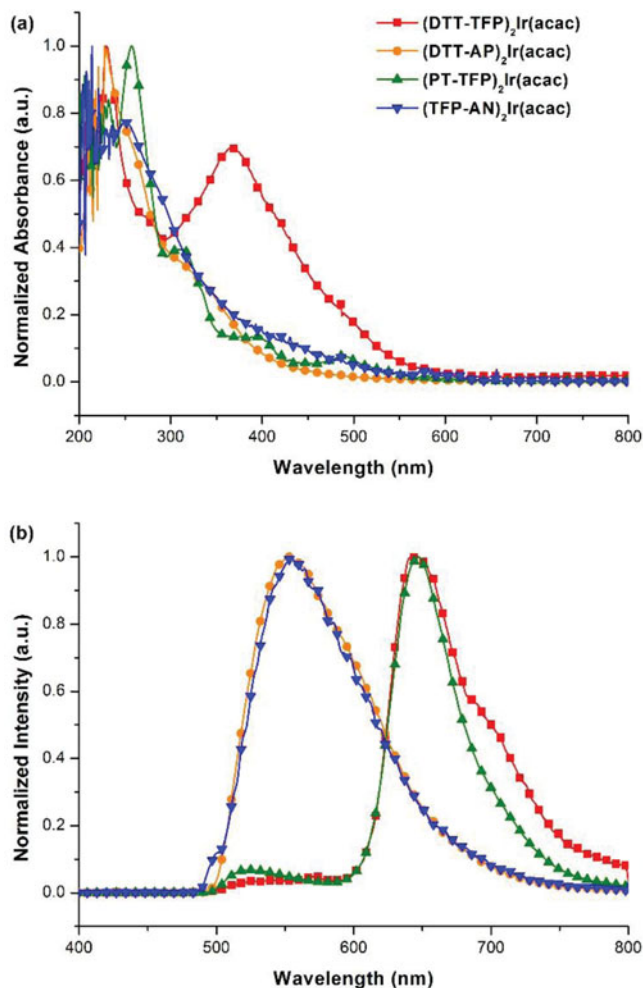 (a)
(DTT-TFP)₂Ir(acac)
(DTT-AP)₂Ir(acac)
(PT-TFP)₂Ir(acac)
(TFP-AN)₂Ir(acac)
Normalized Absorbance (a.u.)
1.0
0.8
0.6
0.4
0.2
0.0
200 300 400 500 600 700 800
Wavelength (nm)
(b)
Normalized Intensity (a.u.)
1.0
0.8
0.6
0.4
0.2
0.0
400 500 600 700 800
Wavelength (nm)